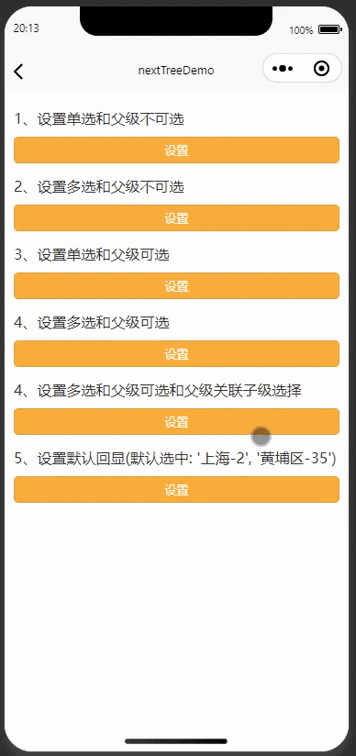 20:13
100%
nextTreeDemo
1、设置单选和父级不可选
设置
2、设置多选和父级不可选
设置
3、设置单选和父级可选
设置
4、设置多选和父级可选
设置
4、设置多选和父级可选和父级关联子级选择
设置
5、设置默认回显(默认选中: '上海-2', '黄埔区-35')
设置